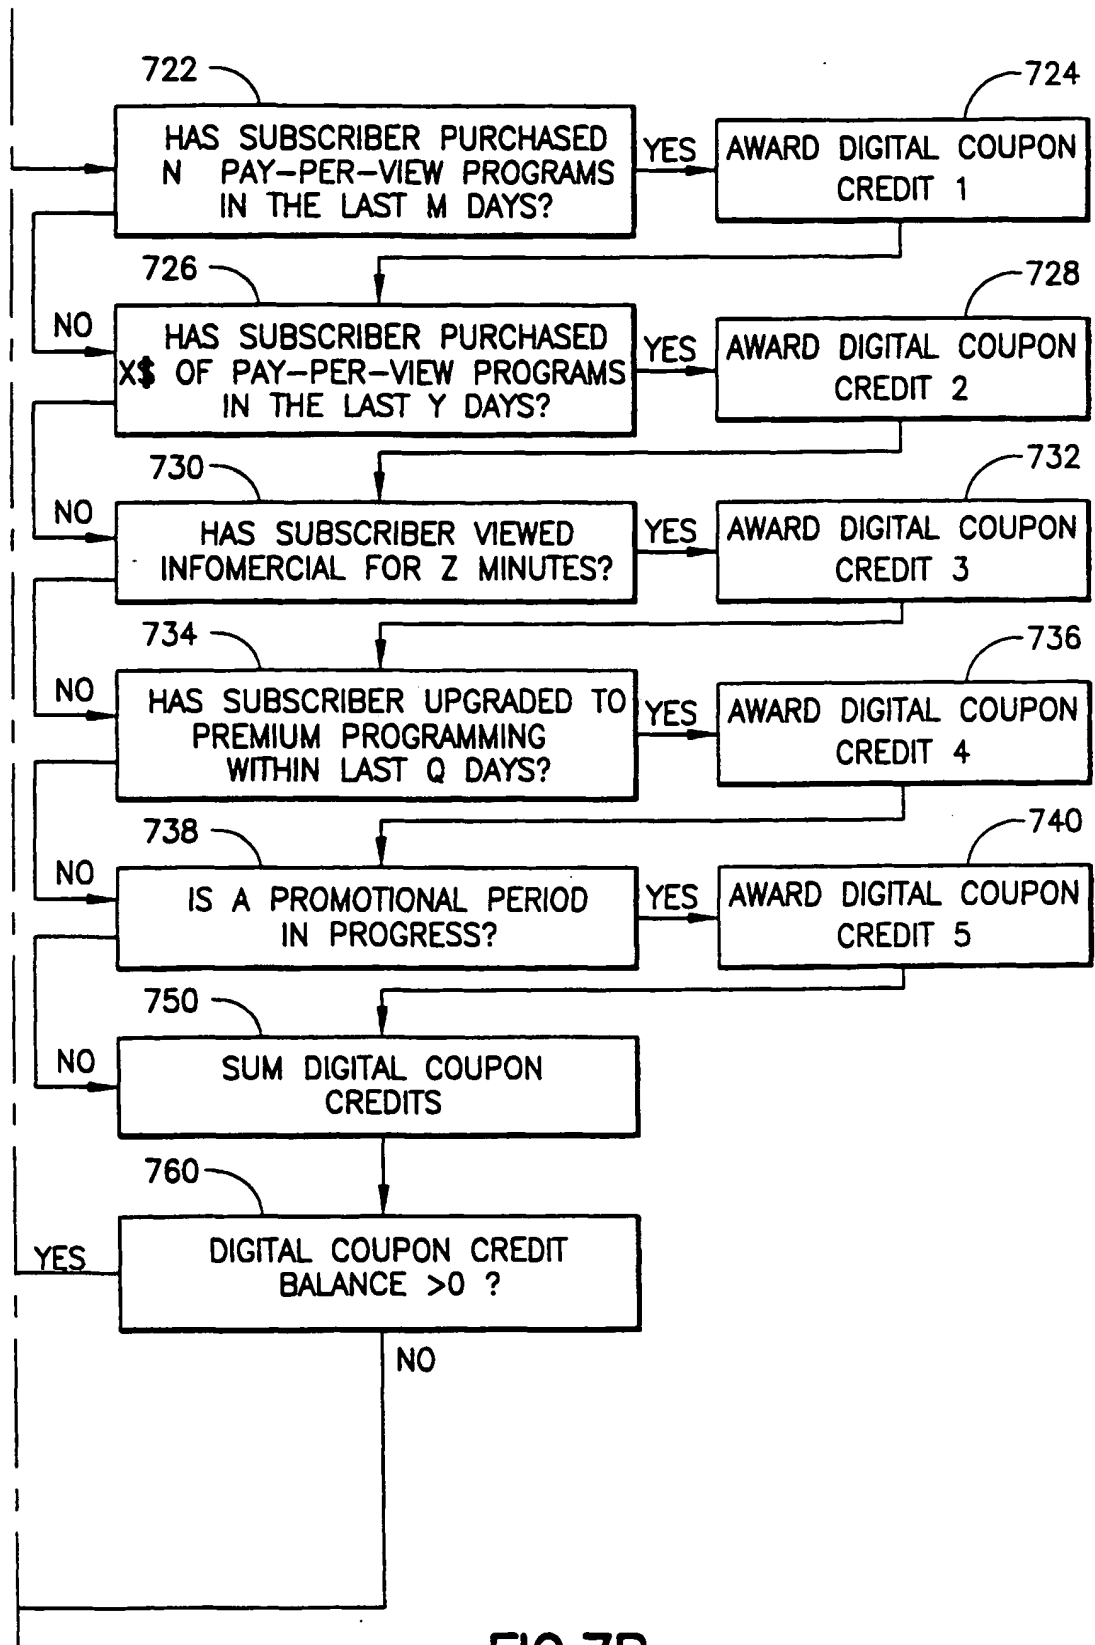 722
724
HAS SUBSCRIBER PURCHASED
N PAY-PER-VIEW PROGRAMS
IN THE LAST M DAYS?
YES
AWARD DIGITAL COUPON
CREDIT 1
726
728
NO
HAS SUBSCRIBER PURCHASED
X$ OF PAY-PER-VIEW PROGRAMS
IN THE LAST Y DAYS?
YES
AWARD DIGITAL COUPON
CREDIT 2
730
732
NO
HAS SUBSCRIBER VIEWED
INFOMERCIAL FOR Z MINUTES?
YES
AWARD DIGITAL COUPON
CREDIT 3
734
736
NO
HAS SUBSCRIBER UPGRADED TO
PREMIUM PROGRAMMING
WITHIN LAST Q DAYS?
YES
AWARD DIGITAL COUPON
CREDIT 4
738
740
NO
IS A PROMOTIONAL PERIOD
IN PROGRESS?
YES
AWARD DIGITAL COUPON
CREDIT 5
750
NO
SUM DIGITAL COUPON
CREDITS
760
YES
DIGITAL COUPON CREDIT
BALANCE >0 ?
NO